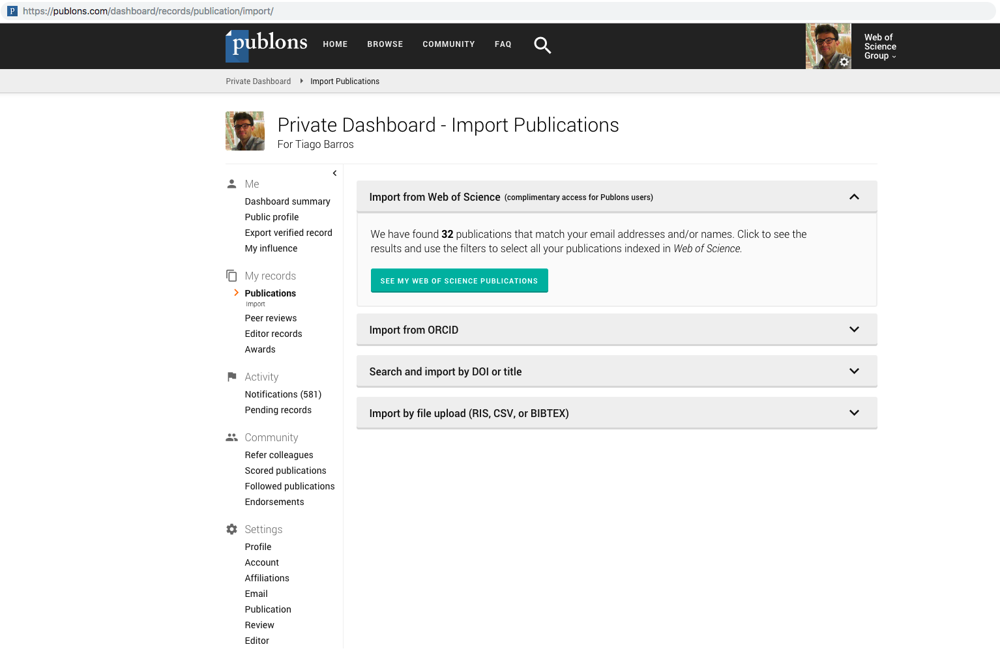 https://publons.com/dashboard/records/publication/import/
publons
HOME
BROWSE
COMMUNITY
FAQ
Web of
Science
Group
Private Dashboard
Import Publications
Private Dashboard - Import Publications
For Tiago Barros
Me
Dashboard summary
Public profile
Export verified record
My influence
My records
Publications
Import
Peer reviews
Editor records
Awards
Activity
Notifications (581)
Pending records
Community
Refer colleagues
Scored publications
Followed publications
Endorsements
Settings
Profile
Account
Affiliations
Email
Publication
Review
Editor
Import from Web of Science (complimentary access for Publons users)
We have found 32 publications that match your email addresses and/or names. Click to see the
results and use the filters to select all your publications indexed in Web of Science.
SEE MY WEB OF SCIENCE PUBLICATIONS
Import from ORCID
Search and import by DOI or title
Import by file upload (RIS, CSV, or BIBTEX)